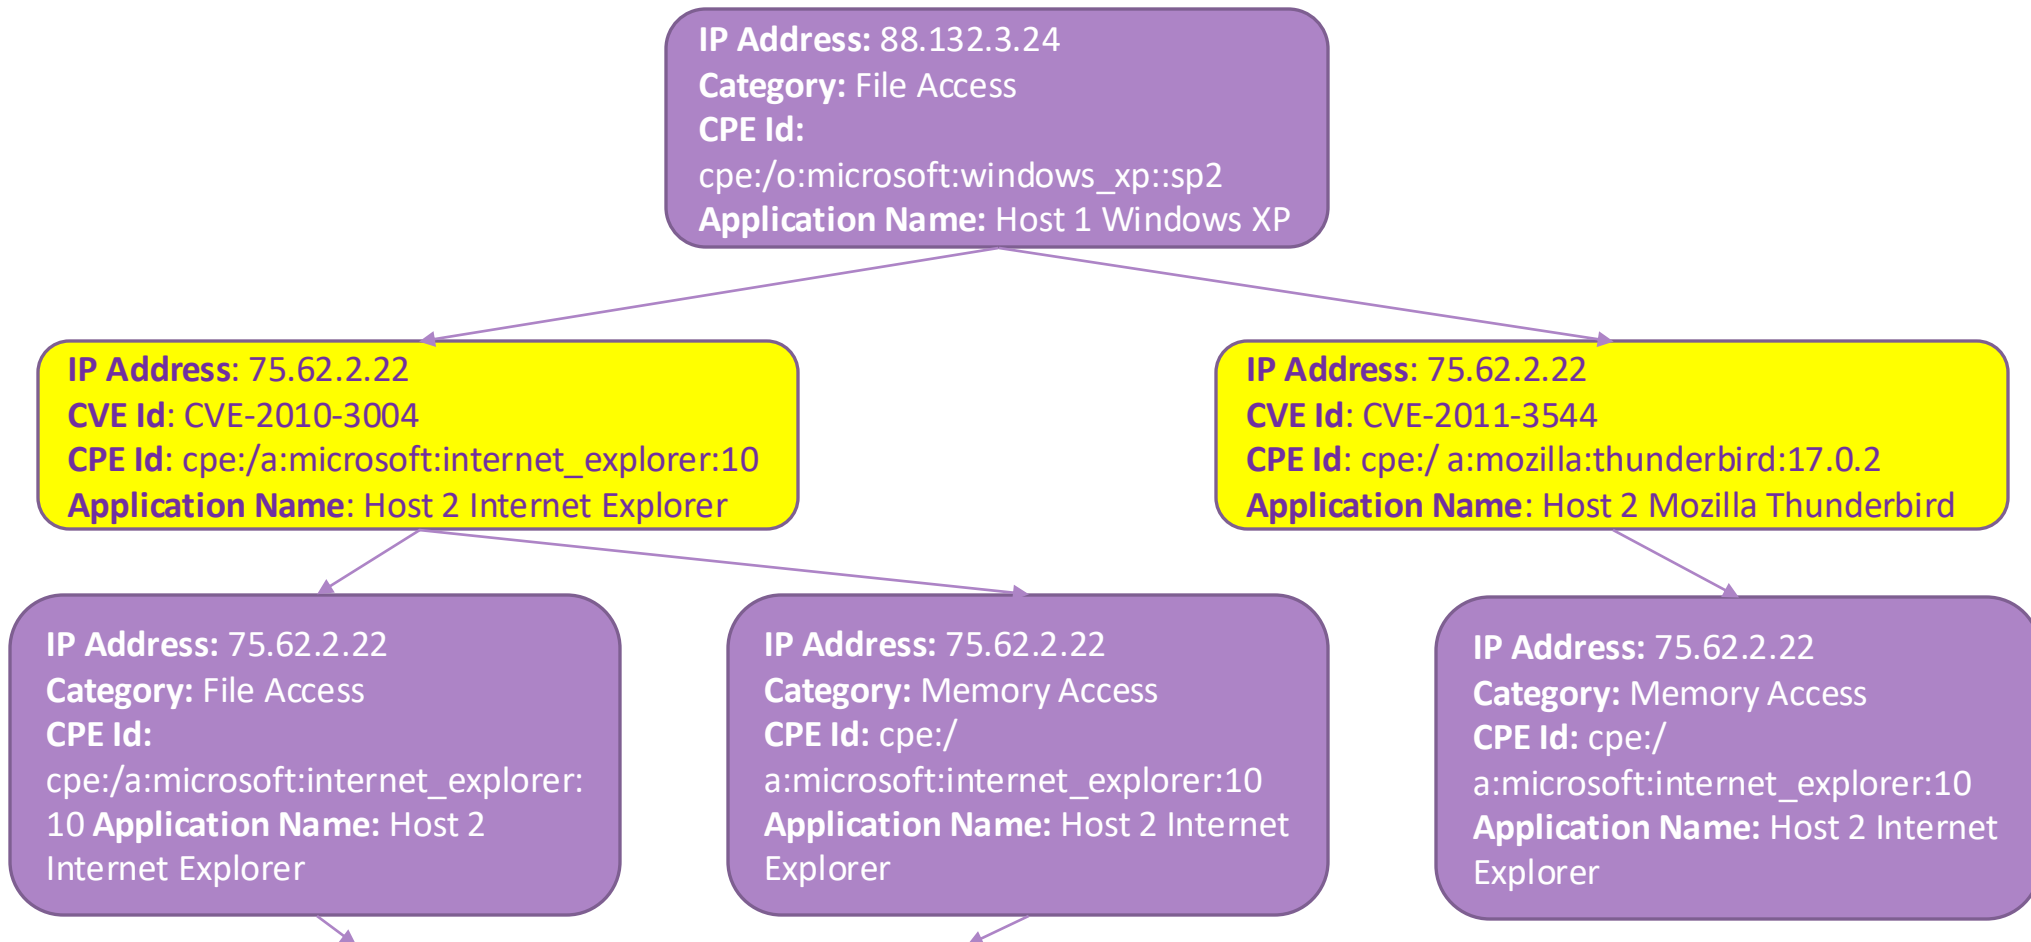 IP Address: 88.132.3.24
Category: File Access
CPE Id:
cpe:/o:microsoft:windows_xp::sp2
Application Name: Host 1 Windows XP
IP Address: 75.62.2.22
CVE Id: CVE-2010-3004
CPE Id: cpe:/a:microsoft:internet_explorer:10
Application Name: Host 2 Internet Explorer
IP Address: 75.62.2.22
CVE Id: CVE-2011-3544
CPE Id: cpe:/ a:mozilla:thunderbird:17.0.2
Application Name: Host 2 Mozilla Thunderbird
IP Address: 75.62.2.22
Category: File Access
CPE Id:
cpe:/a:microsoft:internet_explorer:
10 Application Name: Host 2
Internet Explorer
IP Address: 75.62.2.22
Category: Memory Access
CPE Id: cpe:/
a:microsoft:internet_explorer:10
Application Name: Host 2 Internet
Explorer
IP Address: 75.62.2.22
Category: Memory Access
CPE Id: cpe:/
a:microsoft:internet_explorer:10
Application Name: Host 2 Internet
Explorer